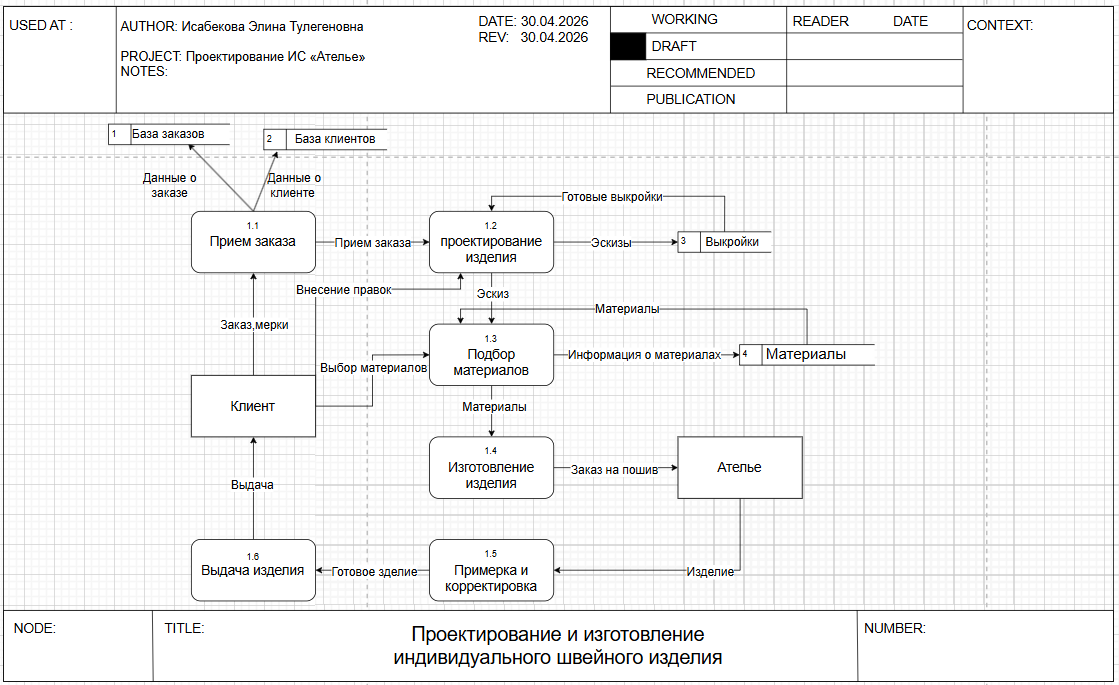 USED AT :
AUTHOR: Исабекова Элина Тулегеновна
DATE: 30.04.2026
REV: 30.04.2026
PROJECT: Проектирование ИС «Ателье»
NOTES:
WORKING
DRAFT
RECOMMENDED
PUBLICATION
READER
DATE
CONTEXT:
1
База заказов
2
База клиентов
Данные о
заказе
Данные о
клиенте
1.1
Прием заказа
Прием заказа
1.2
проектирование
изделия
Готовые выкройки
Эскизы
3
Выкройки
Внесение правок
Эскиз
Материалы
Заказ,мерки
1.3
Подбор
материалов
Информация о материалах
4
Материалы
Выбор материалов
Клиент
Материалы
1.4
Изготовление
изделия
Заказ на пошив
Ателье
Выдача
1.6
Выдача изделия
Готовое зделие
1.5
Примерка и
корректировка
Изделие
NODE:
TITLE:
Проектирование и изготовление
индивидуального швейного изделия
NUMBER: